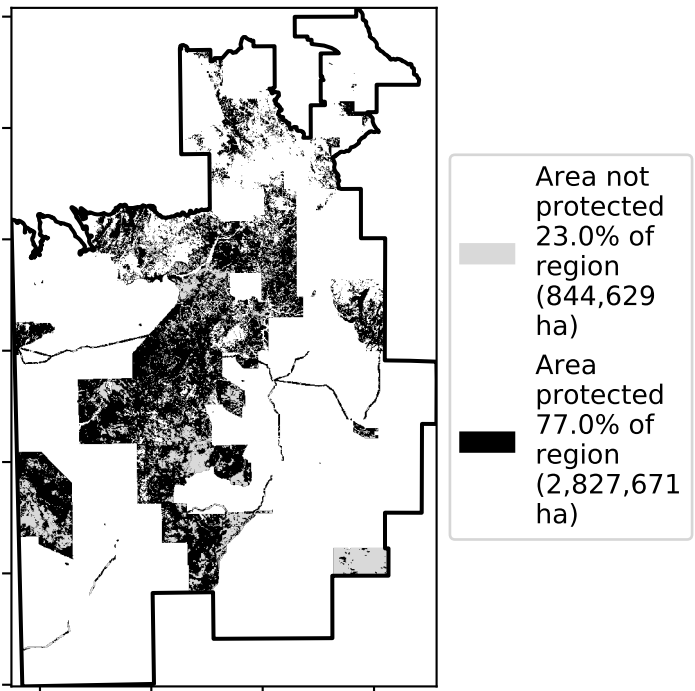 Area not
protected
23.0% of
region
(844,629
ha)
Area
protected
77.0% of
region
(2,827,671
ha)